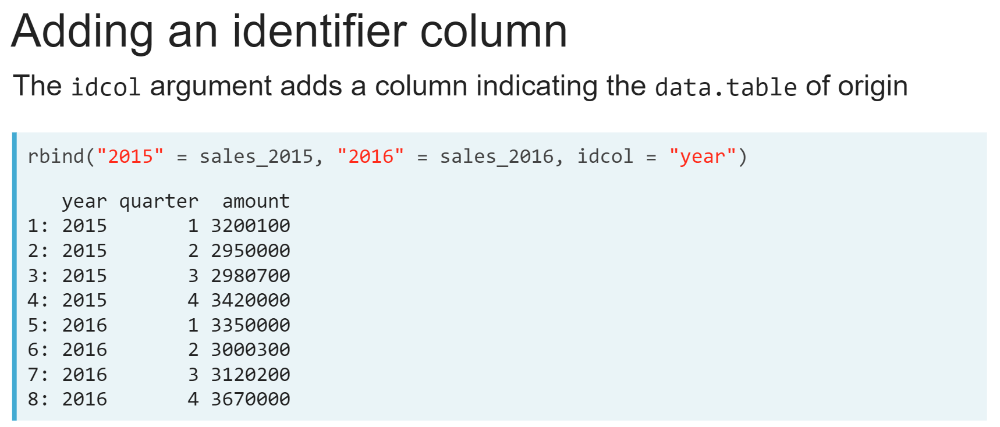 Adding an identifier column
The idcol argument adds a column indicating the data.table of origin
rbind("2015" = sales_2015, "2016" = sales_2016, idcol = "year")
   year quarter  amount
1: 2015       1 3200100
2: 2015       2 2950000
3: 2015       3 2980700
4: 2015       4 3420000
5: 2016       1 3350000
6: 2016       2 3000300
7: 2016       3 3120200
8: 2016       4 3670000